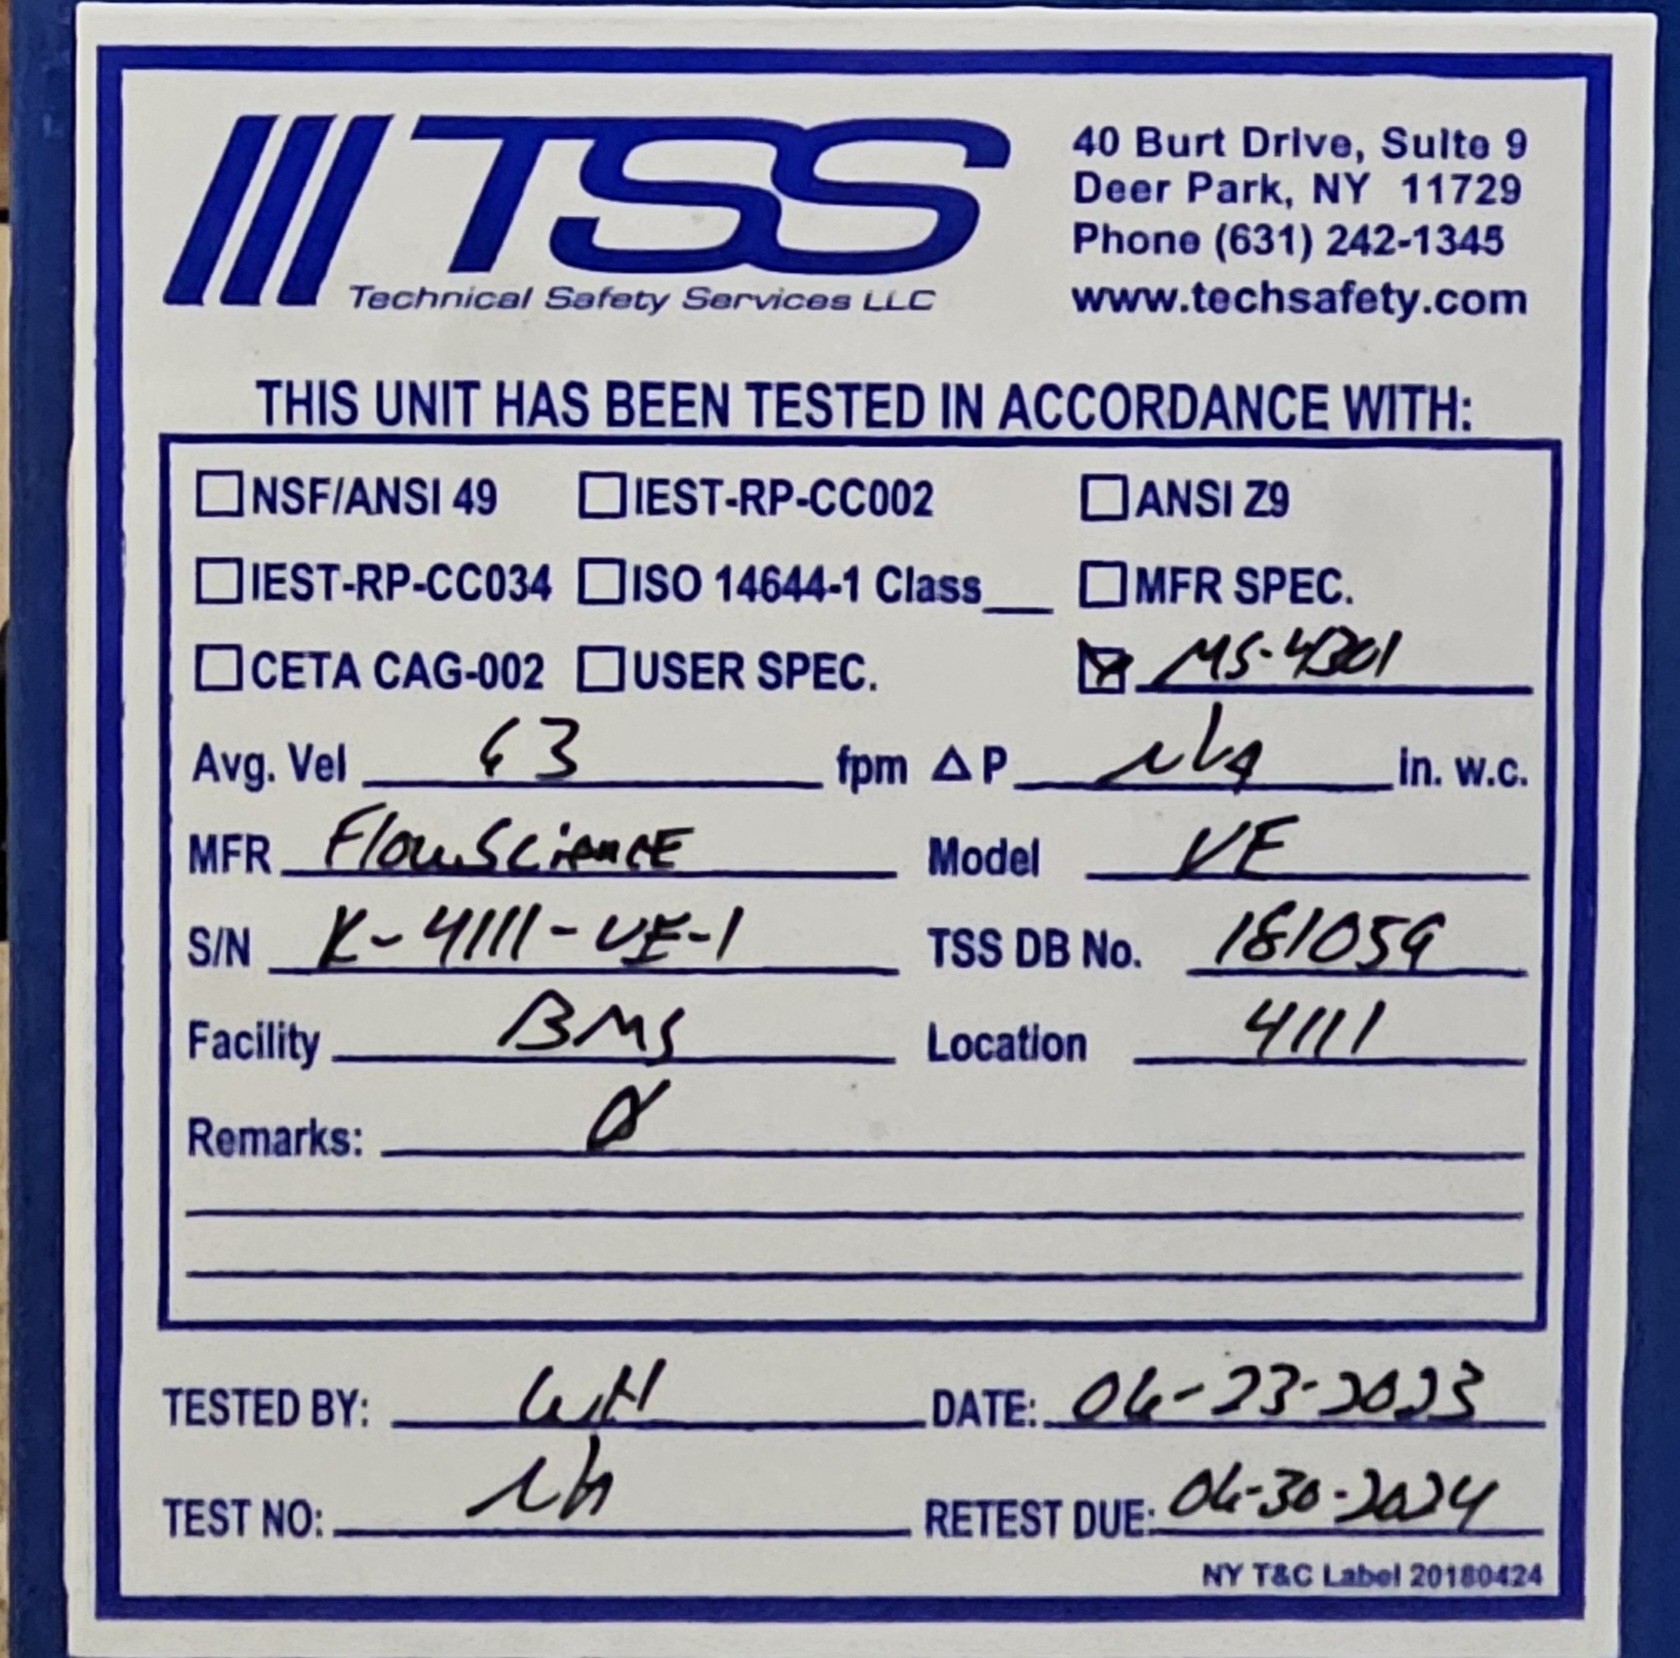 TSS
Technical Safety Services LLC
40 Burt Drive, Suite 9
Deer Park, NY 11729
Phone (631) 242-1345
www.techsafety.com
THIS UNIT HAS BEEN TESTED IN ACCORDANCE WITH:
NSF/ANSI 49 IEST-RP-CC002 ANSI Z9
IEST-RP-CC034 ISO 14644-1 Class__ MFR SPEC.
CETA CAG-002 USER SPEC. MS-4301
Avg. Vel 63 fpm Δ P N/A in. w.c.
MFR FlowScience Model VE
S/N K-4111-VE-1 TSS DB No. 181059
Facility BMS Location 4111
Remarks:
TESTED BY: WH DATE: 06-23-2023
TEST NO: N/A RETEST DUE: 06-30-2024
NY T&C Label 20180424